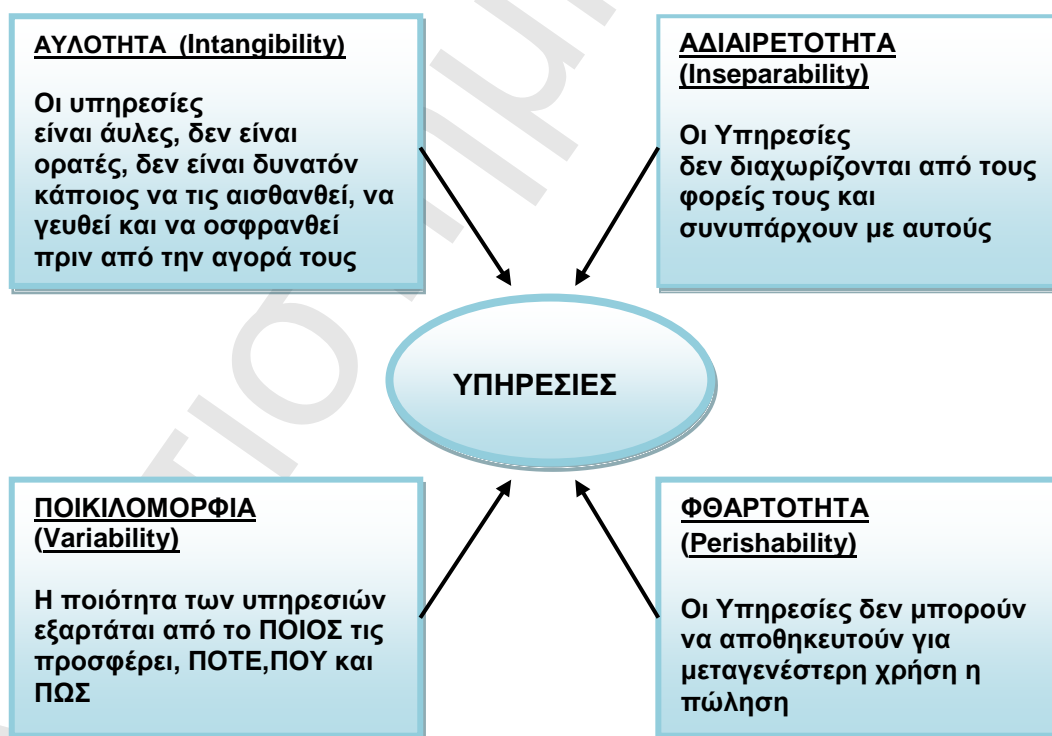 ΑΥΛΟΤΗΤΑ (Intangibility)
Οι υπηρεσίες
είναι άυλες, δεν είναι
ορατές, δεν είναι δυνατόν
κάποιος να τις αισθανθεί, να
γευθεί και να οσφρανθεί
πριν από την αγορά τους
ΑΔΙΑΙΡΕΤΟΤΗΤΑ
(Inseparability)
Οι Υπηρεσίες
δεν διαχωρίζονται από τους
φορείς τους και
συνυπάρχουν με αυτούς
ΥΠΗΡΕΣΙΕΣ
ΠΟΙΚΙΛΟΜΟΡΦΙΑ
(Variability)
Η ποιότητα των υπηρεσιών
εξαρτάται από το ΠΟΙΟΣ τις
προσφέρει, ΠΟΤΕ,ΠΟΥ και
ΠΩΣ
ΦΘΑΡΤΟΤΗΤΑ
(Perishability)
Οι Υπηρεσίες δεν μπορούν
να αποθηκευτούν για
μεταγενέστερη χρήση η
πώληση